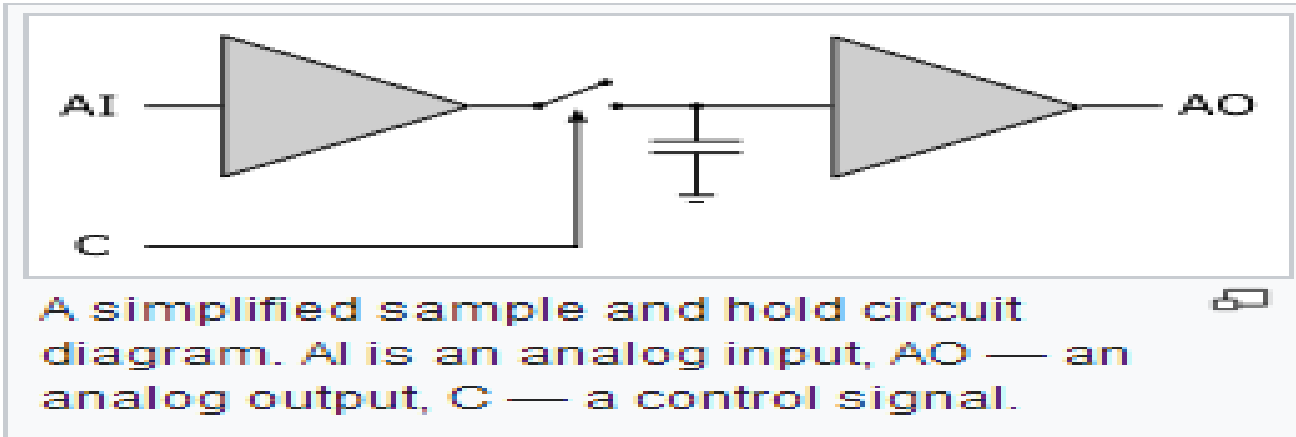 AI
AO
C
A simplified sample and hold circuit
diagram. AI is an analog input, AO — an
analog output, C — a control signal.